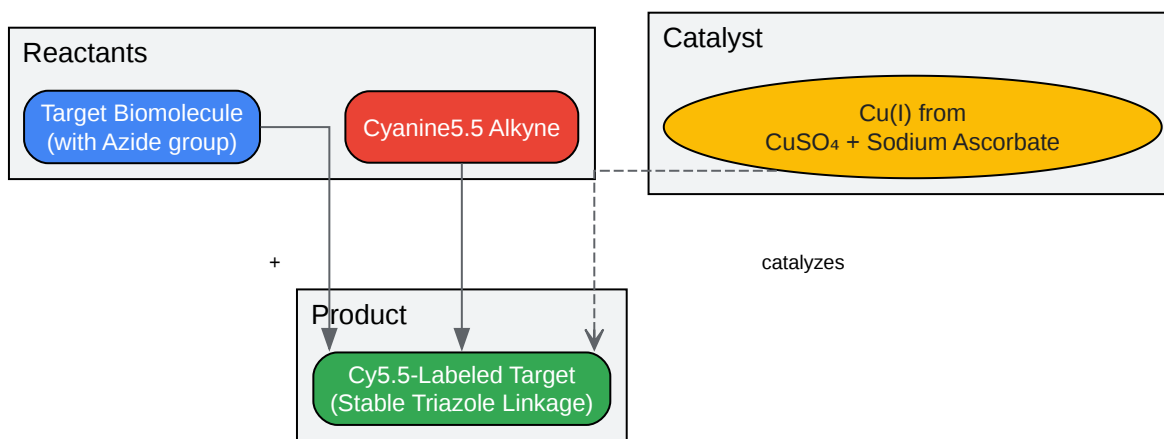 Reactants
Target Biomolecule
(with Azide group)
Cyanine5.5 Alkyne
Catalyst
Cu(I) from
CuSO₄ + Sodium Ascorbate
+
catalyzes
Product
Cy5.5-Labeled Target
(Stable Triazole Linkage)